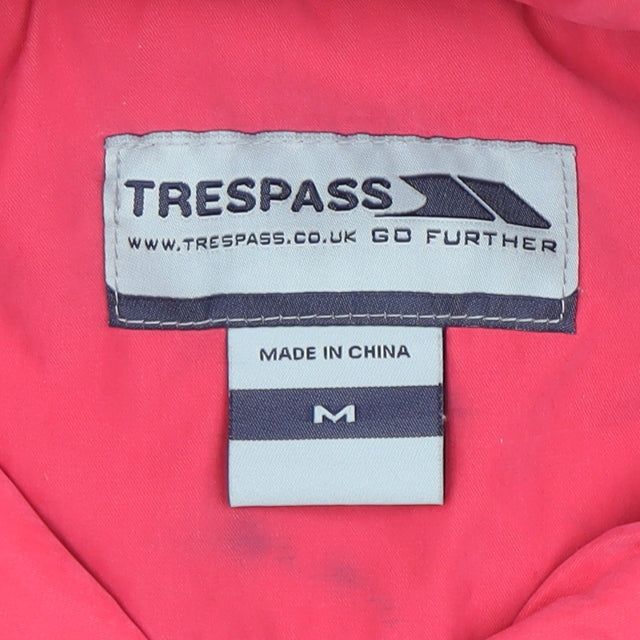 TRESPASS
WWW.TRESPASS.CO.UK GO FURTHER
MADE IN CHINA
M